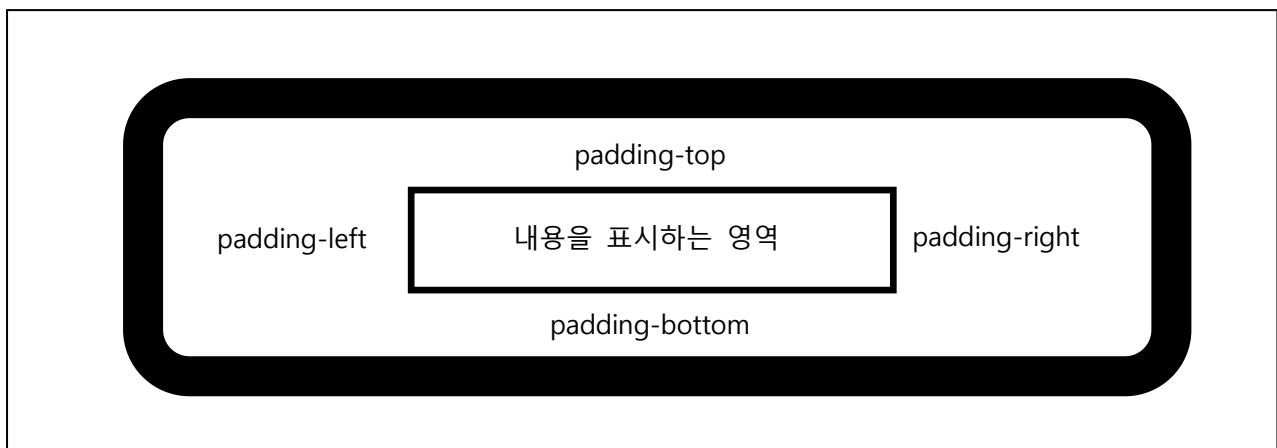 padding-top
padding-left 내용을 표시하는 영역 padding-right
padding-bottom